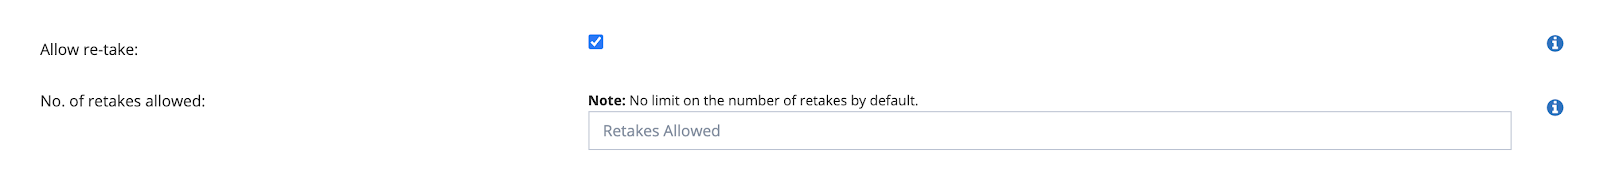 Allow re-take:
No. of retakes allowed:
Note: No limit on the number of retakes by default.
Retakes Allowed